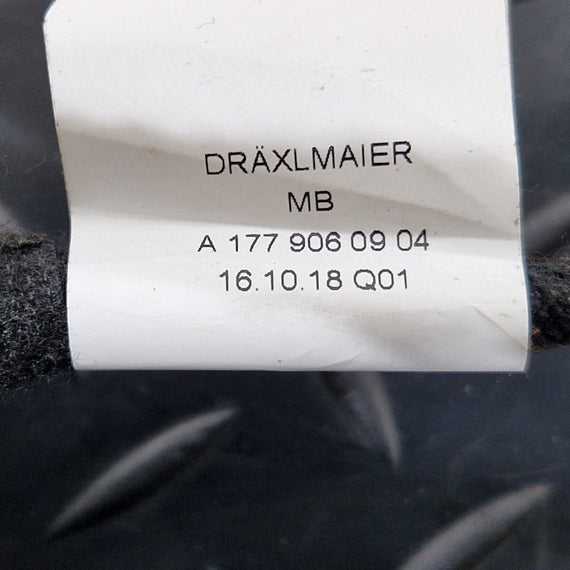 DRÄXLMAIER
MB
A 177 906 09 04
16.10.18 Q01